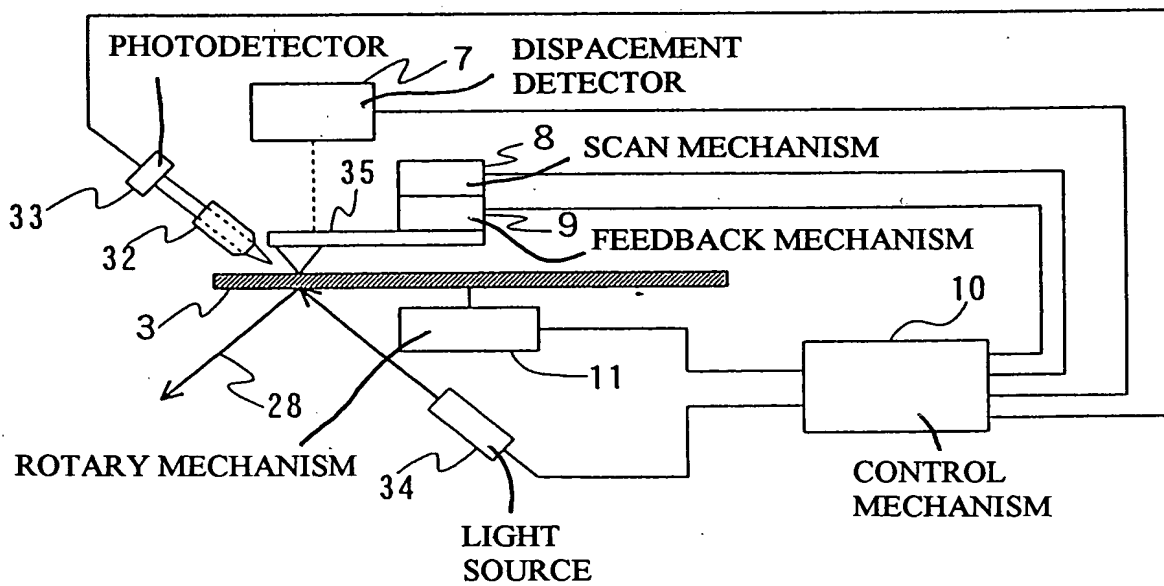 PHOTODETECTOR
7
DISPACEMENT
DETECTOR
8
SCAN MECHANISM
35
33
32
9
FEEDBACK MECHANISM
3
10
11
28
ROTARY MECHANISM
34
CONTROL
MECHANISM
LIGHT
SOURCE